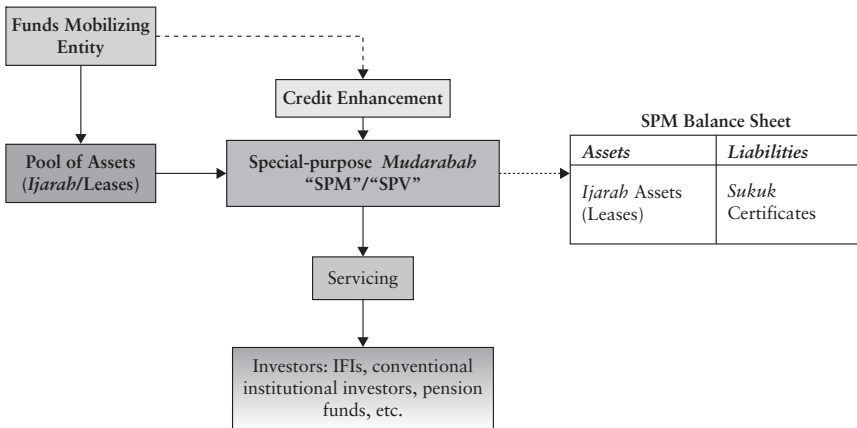 Funds Mobilizing
Entity
Credit Enhancement
Pool of Assets
(Ijarah/Leases)
Special-purpose Mudarabah
“SPM”/“SPV”
SPM Balance Sheet
Assets Liabilities
Ijarah Assets Sukuk
(Leases) Certificates
Servicing
Investors: IFIs, conventional
institutional investors, pension
funds, etc.